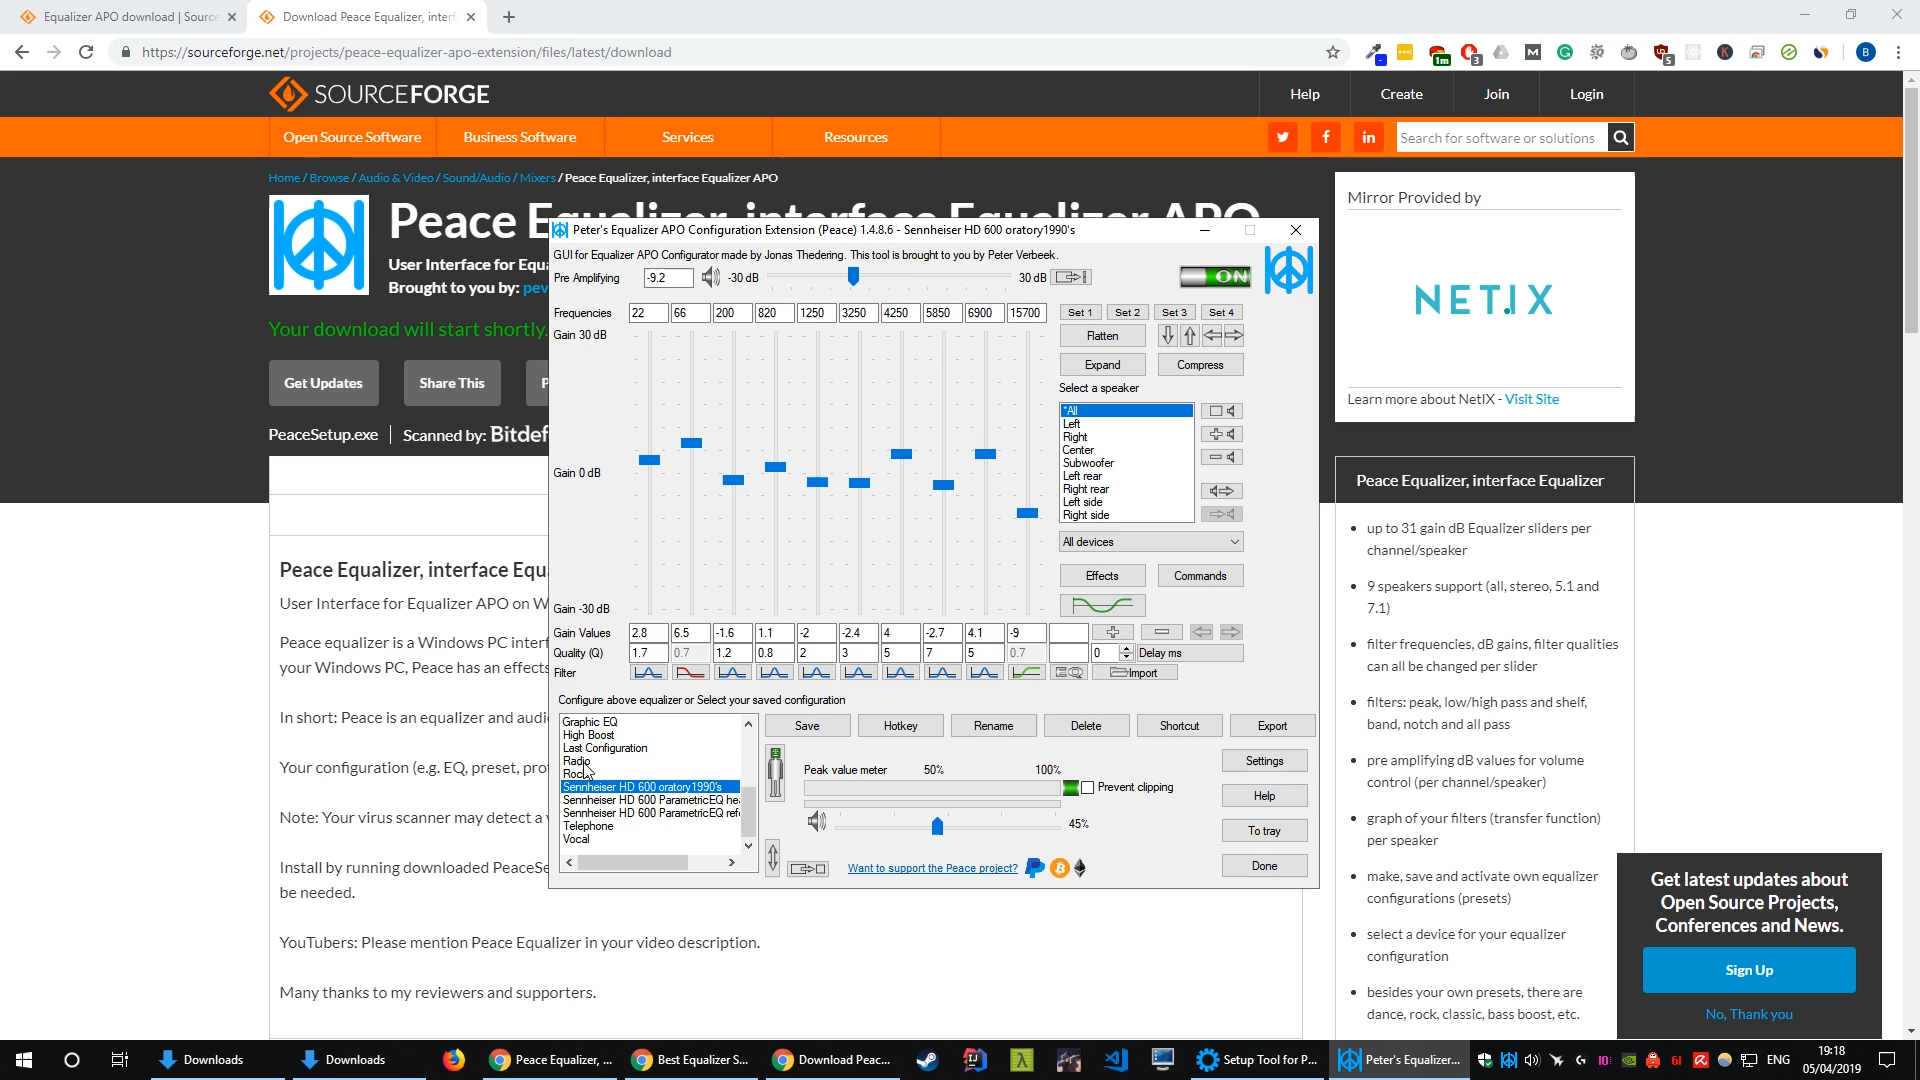 Equalizer APO download | Source
Download Peace Equalizer, interf
https://sourceforge.net/projects/peace-equalizer-apo-extension/files/latest/download
SOURCEFORGE
Help
Create
Join
Login
Open Source Software
Business Software
Services
Resources
Search for software or solutions
Home / Browse / Audio & Video / Sound/Audio / Mixers / Peace Equalizer, interface Equalizer APO
Peace Equalizer, interface Equalizer APO
User Interface for Equa
Brought to you by: pev
Your download will start shortly.
Get Updates
Share This
P
PeaceSetup.exe
Scanned by: Bitdef
Peace Equalizer, interface Equ
User Interface for Equalizer APO on W
Peace equalizer is a Windows PC interf
your Windows PC, Peace has an effects
In short: Peace is an equalizer and audi
Your configuration (e.g. EQ, preset, pro
Note: Your virus scanner may detect a v
Install by running downloaded PeaceSe
be needed.
YouTubers: Please mention Peace Equalizer in your video description.
Many thanks to my reviewers and supporters.
Peter's Equalizer APO Configuration Extension (Peace) 1.4.8.6 - Sennheiser HD 600 oratory1990's
GUI for Equalizer APO Configurator made by Jonas Thedering. This tool is brought to you by Peter Verbeek.
Pre Amplifying
-9.2
-30 dB
30 dB
ON
Frequencies
22 66 200 820 1250 3250 4250 5850 6900 15700
Set 1
Set 2
Set 3
Set 4
Gain 30 dB
Flatten
Expand
Compress
Select a speaker
*All
Left
Right
Center
Subwoofer
Left rear
Right rear
Left side
Right side
Gain 0 dB
All devices
Effects
Commands
Gain -30 dB
Gain Values
2.8 6.5 -1.6 1.1 -2 -2.4 4 -2.7 4.1 -9
Quality (Q)
1.7 0.7 1.2 0.8 2 3 5 7 5 0.7
0
Delay ms
Filter
EQ
Import
Configure above equalizer or Select your saved configuration
Graphic EQ
High Boost
Last Configuration
Radio
Rock
Sennheiser HD 600 oratory1990's
Sennheiser HD 600 ParametricEQ hea
Sennheiser HD 600 ParametricEQ refe
Telephone
Vocal
Save
Hotkey
Rename
Delete
Shortcut
Export
Peak value meter
50%
100%
Prevent clipping
45%
Settings
Help
To tray
Done
Want to support the Peace project?
Mirror Provided by
NETIX
Learn more about NetIX - Visit Site
Peace Equalizer, interface Equalizer
up to 31 gain dB Equalizer sliders per
channel/speaker
9 speakers support (all, stereo, 5.1 and
7.1)
filter frequencies, dB gains, filter qualities
can all be changed per slider
filters: peak, low/high pass and shelf,
band, notch and all pass
pre amplifying dB values for volume
control (per channel/speaker)
graph of your filters (transfer function)
per speaker
make, save and activate own equalizer
configurations (presets)
select a device for your equalizer
configuration
besides your own presets, there are
dance, rock, classic, bass boost, etc.
Get latest updates about
Open Source Projects,
Conferences and News.
Sign Up
No, Thank you
Downloads
Downloads
Peace Equalizer, ...
Best Equalizer S...
Download Peac...
Setup Tool for P...
Peter's Equalizer...
ENG
19:18
05/04/2019